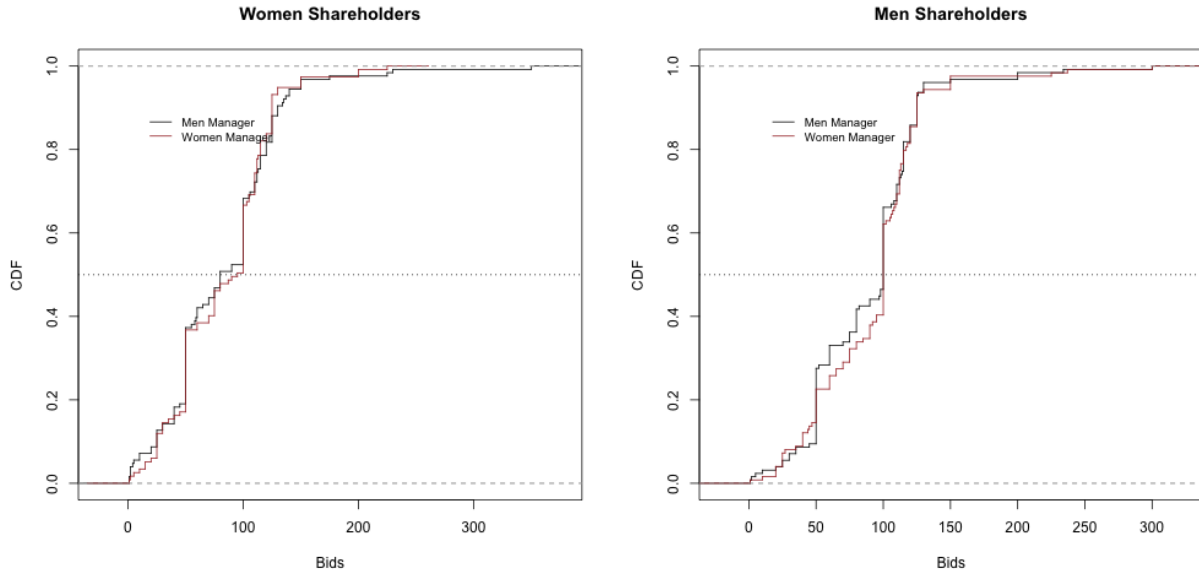 Women Shareholders
1.0
0.8
0.6
0.4
0.2
0.0
CDF
Men Manager
Women Manager
0
100
200
300
Bids
Men Shareholders
1.0
0.8
0.6
0.4
0.2
0.0
CDF
Men Manager
Women Manager
0
50
100
150
200
250
300
Bids